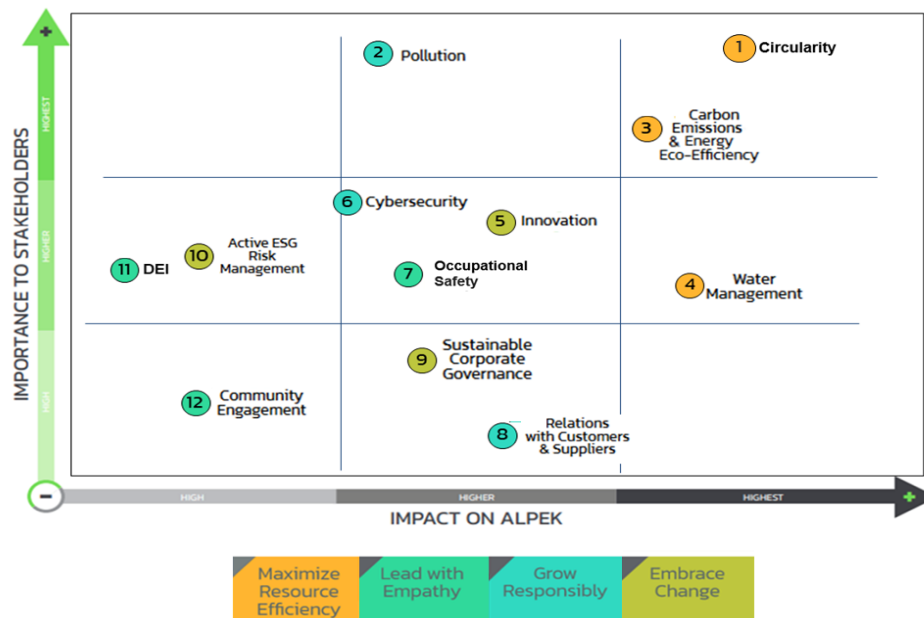 +
IMPORTANCE TO STAKEHOLDERS
HIGHEST
HIGHER
HIGH
1 Circularity
2 Pollution
3 Carbon
Emissions
& Energy
Eco-Efficiency
6 Cybersecurity
5 Innovation
11 DEI
10 Active ESG
Risk
Management
7 Occupational
Safety
4 Water
Management
9 Sustainable
Corporate
Governance
12 Community
Engagement
8 Relations
with Customers
& Suppliers
-
HIGH
HIGHER
HIGHEST
+
IMPACT ON ALPEK
Maximize
Resource
Efficiency
Lead with
Empathy
Grow
Responsibly
Embrace
Change